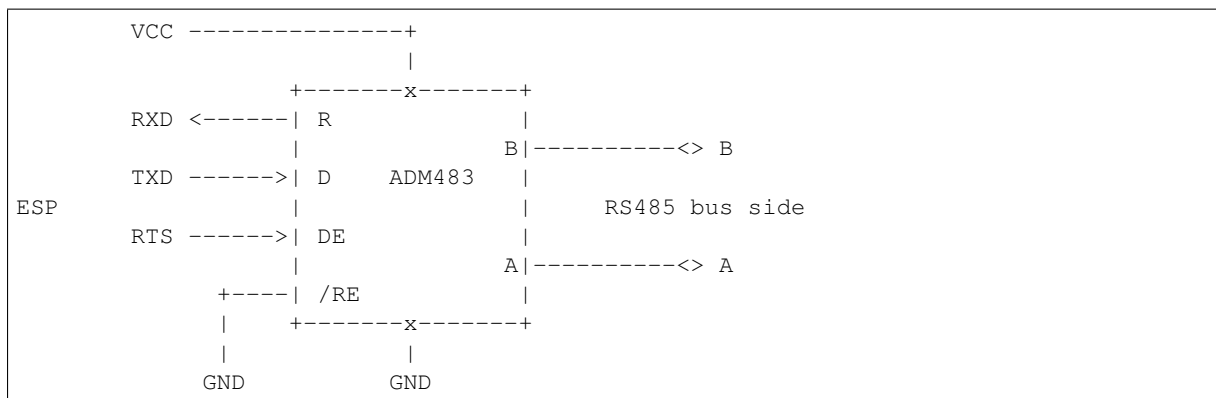 VCC ---------------+
|
+-------x-------+
RXD <------| R             |
|              B|----------<> B
TXD ------>| D    ADM483   |
ESP             |               |     RS485 bus side
RTS ------>| DE            |
|              A|----------<> A
+----| /RE           |
|    +-------x-------+
|            |
GND          GND